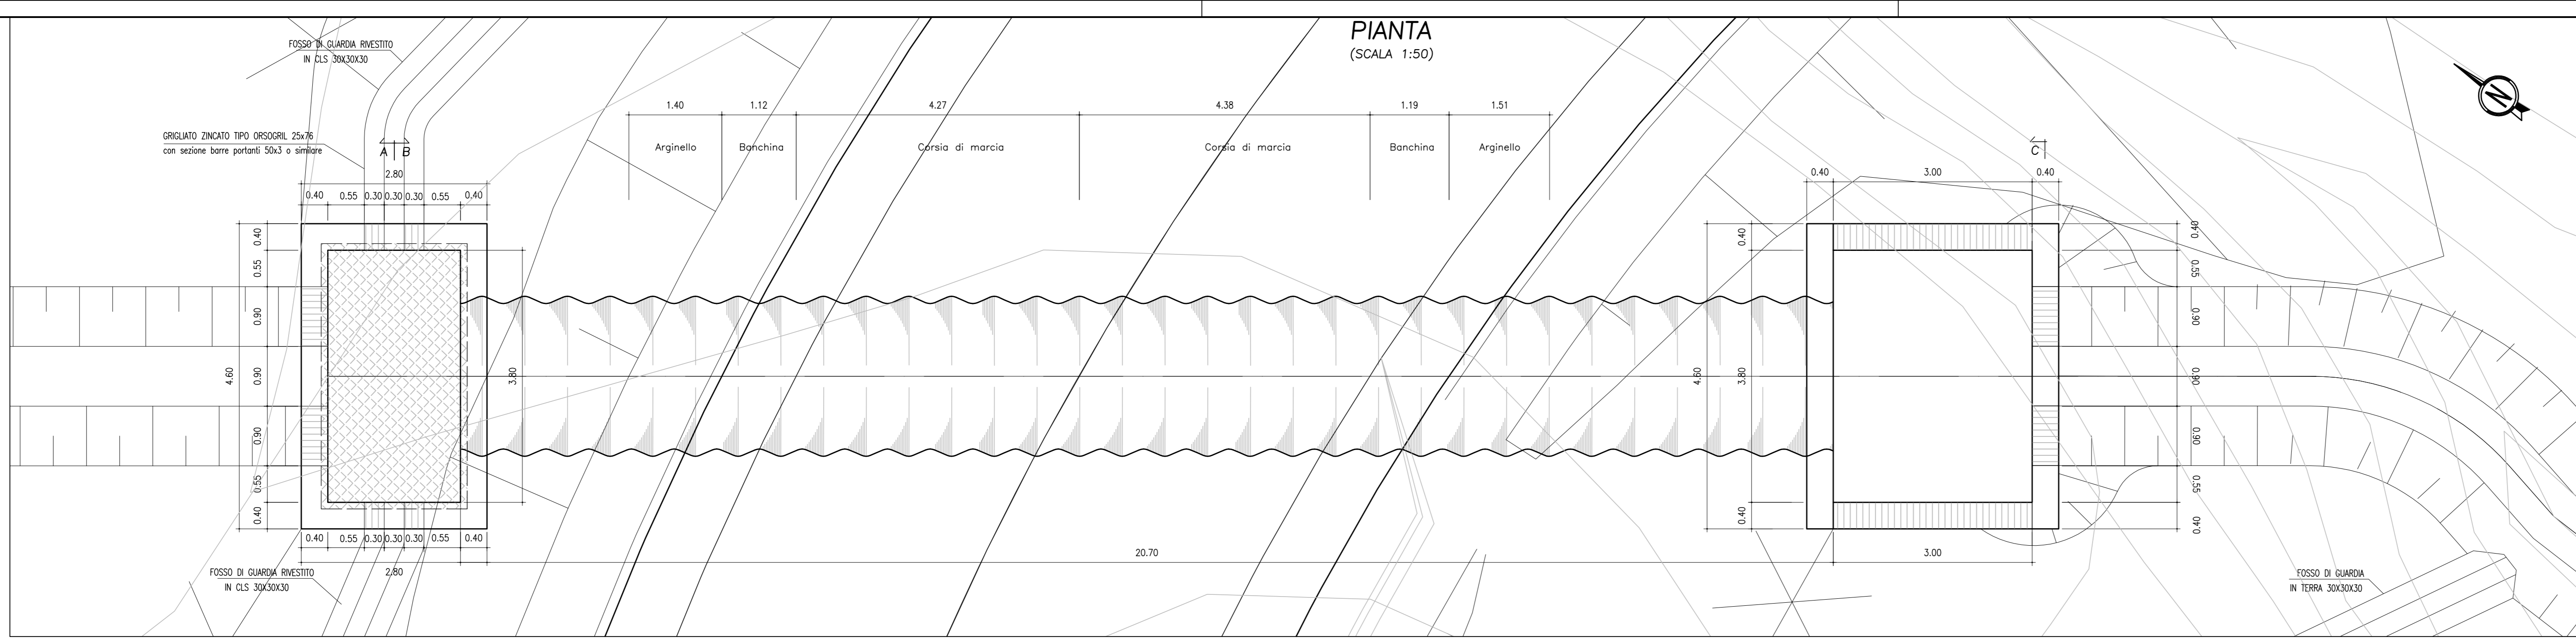 PIANTA
(SCALA 1:50)
FOSSO DI GUARDIA RIVESTITO
IN CLS 30X30X30
GRIGLIATO ZINCATO TIPO ORSOGRIL 25x76
con sezione barre portanti 50x3 o similare
A B
C
N
1.40 1.12 4.27 4.38 1.19 1.51
Arginello Banchina Corsia di marcia Corsia di marcia Banchina Arginello
2.80
0.40 0.55 0.30 0.30 0.30 0.55 0.40
0.40 3.00 0.40
4.60
0.40
0.55
0.90
0.90
0.90
0.55
0.40
3.80
4.60
0.40
3.80
0.40
0.40
0.55
0.90
0.90
0.90
0.55
0.40
0.40 0.55 0.30 0.30 0.30 0.55 0.40
2.80
20.70
3.00
FOSSO DI GUARDIA RIVESTITO
IN CLS 30X30X30
FOSSO DI GUARDIA
IN TERRA 30X30X30